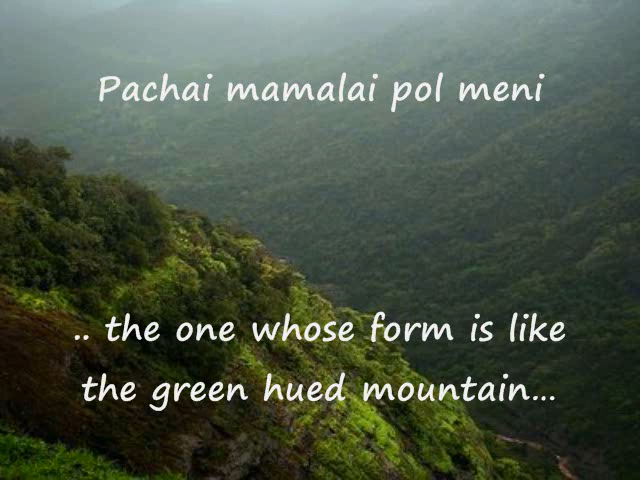 Pachai mamalai pol meni
.. the one whose form is like
the green hued mountain...